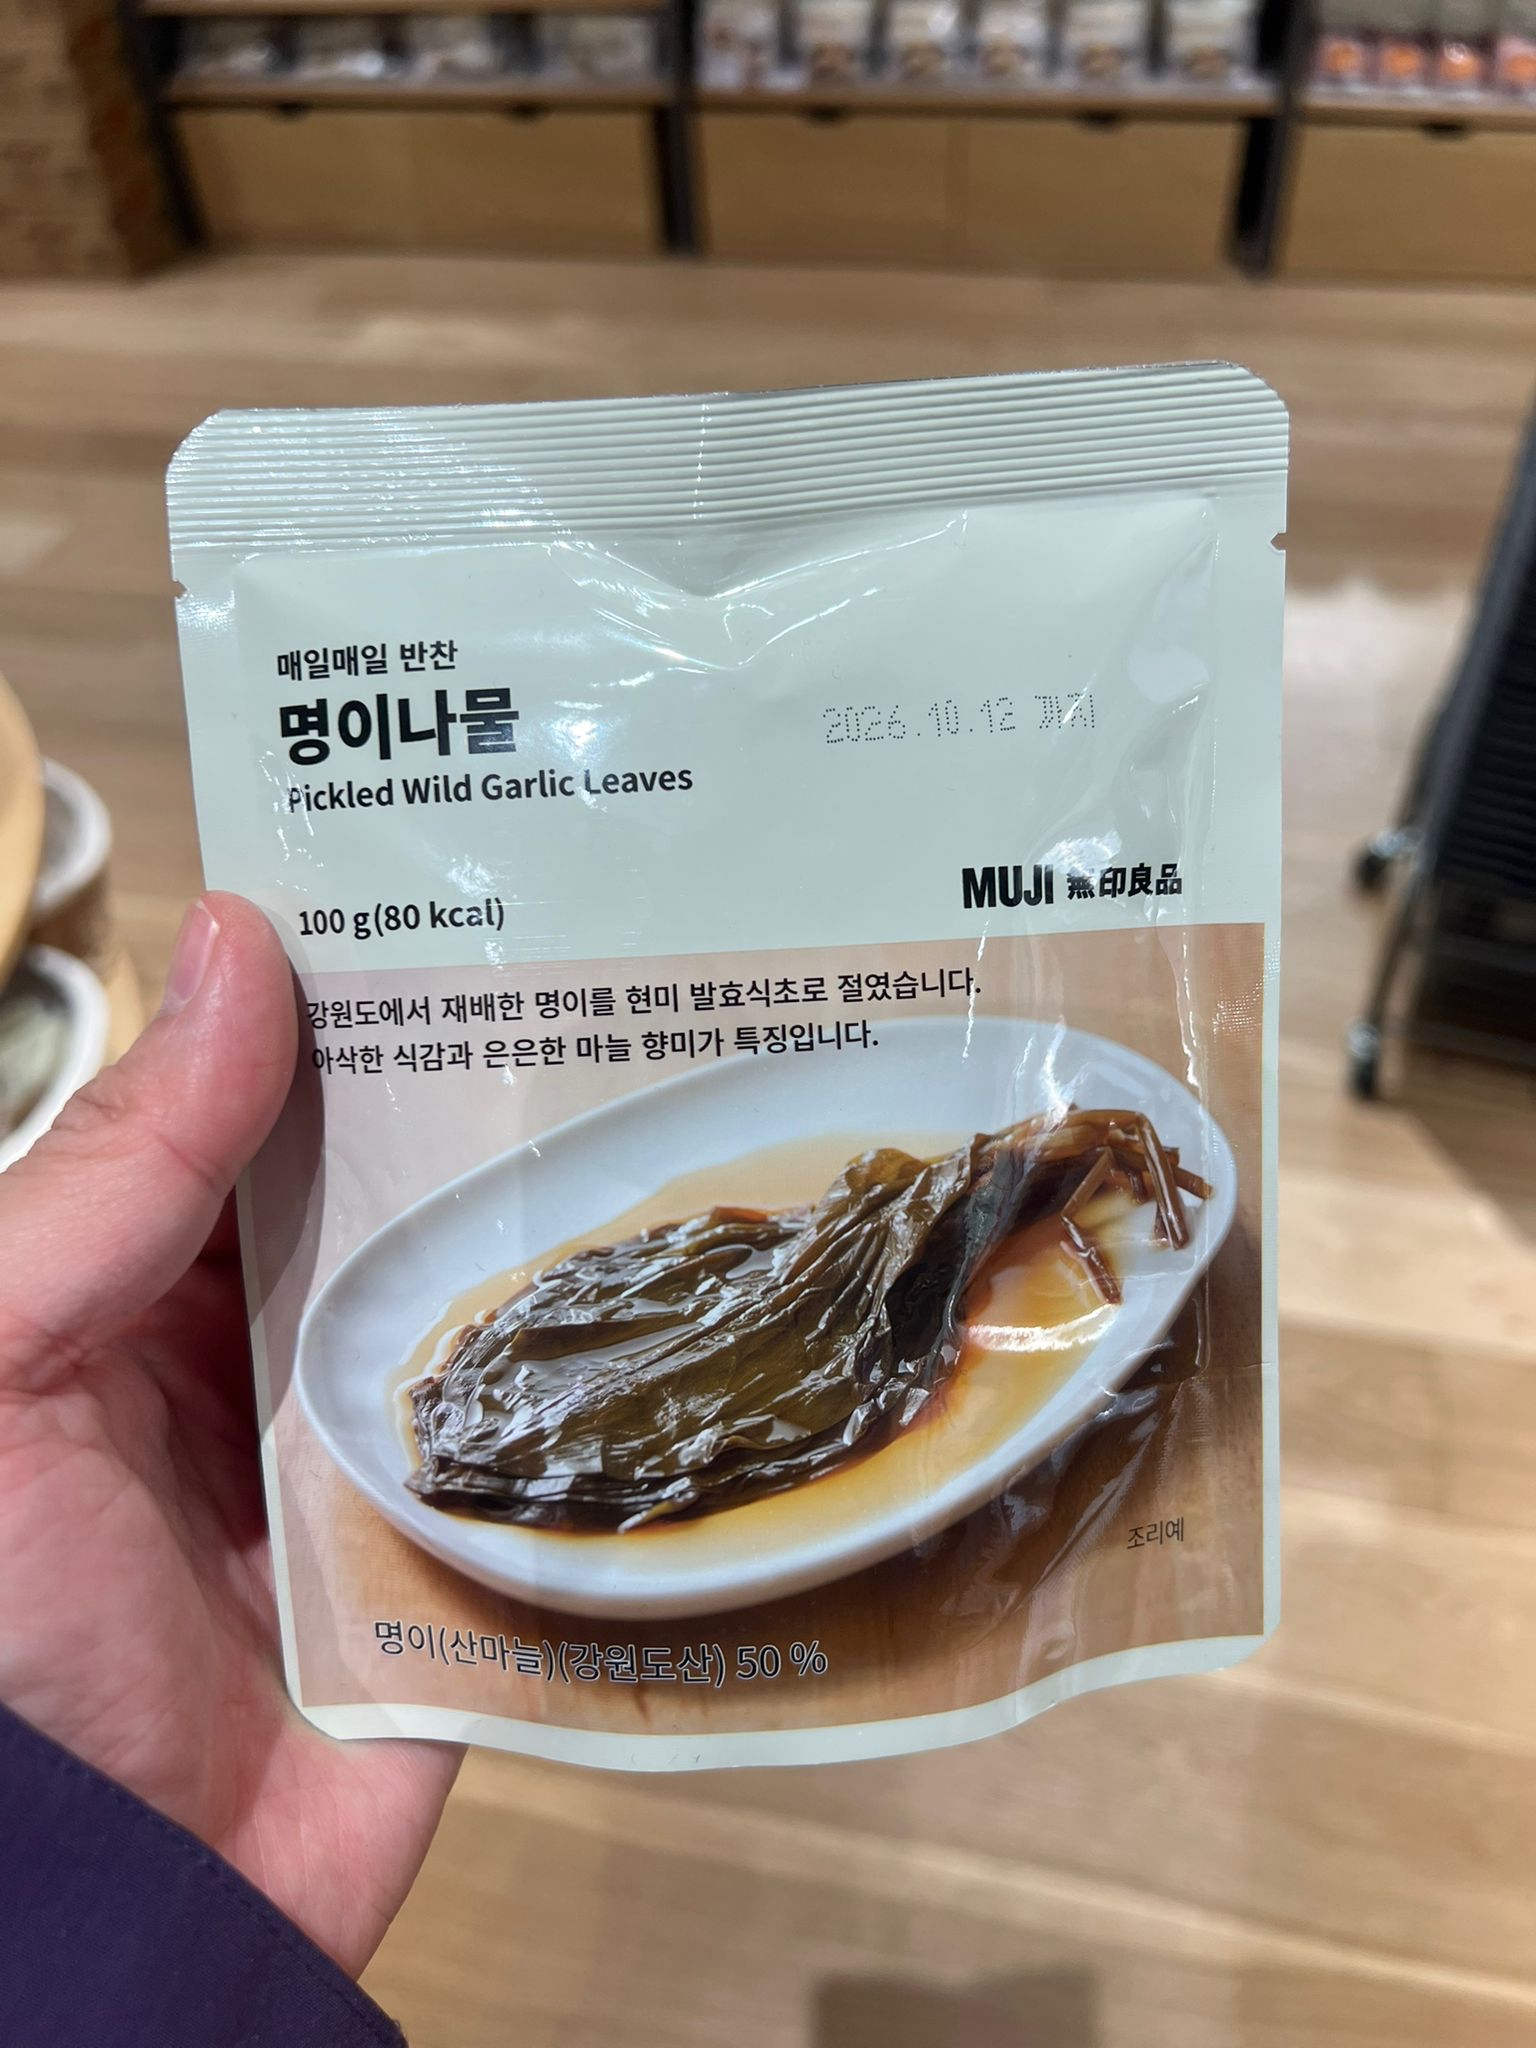 매일매일 반찬
명이나물
Pickled Wild Garlic Leaves
2026.10.12 까지
100 g(80 kcal)
MUJI 無印良品
강원도에서 재배한 명이를 현미 발효식초로 절였습니다.
아삭한 식감과 은은한 마늘 향미가 특징입니다.
조리예
명이(산마늘)(강원도산) 50 %